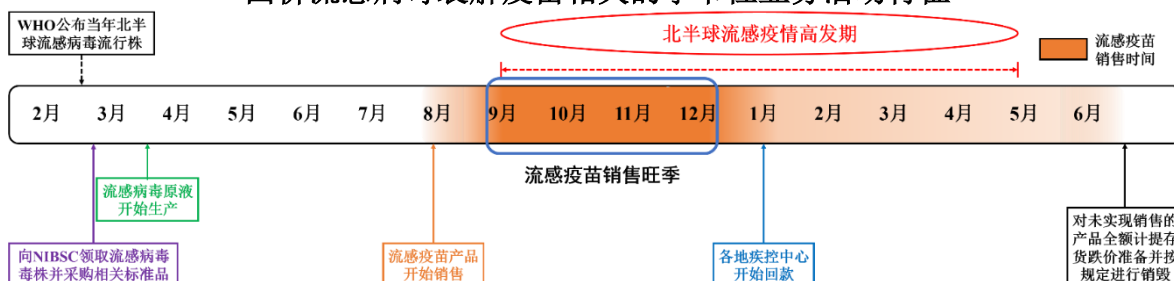 WHO公布当年北半
球流感病毒流行株
北半球流感疫情高发期
流感疫苗
销售时间
2月 3月 4月 5月 6月 7月 8月 9月 10月 11月 12月 1月 2月 3月 4月 5月 6月
流感疫苗销售旺季
流感病毒原液
开始生产
向NIBSC领取流感病毒
毒株并采购相关标准品
流感疫苗产品
开始销售
各地疾控中心
开始回款
对未实现销售的
产品全额计提存
货跌价准备并按
规定进行销毁